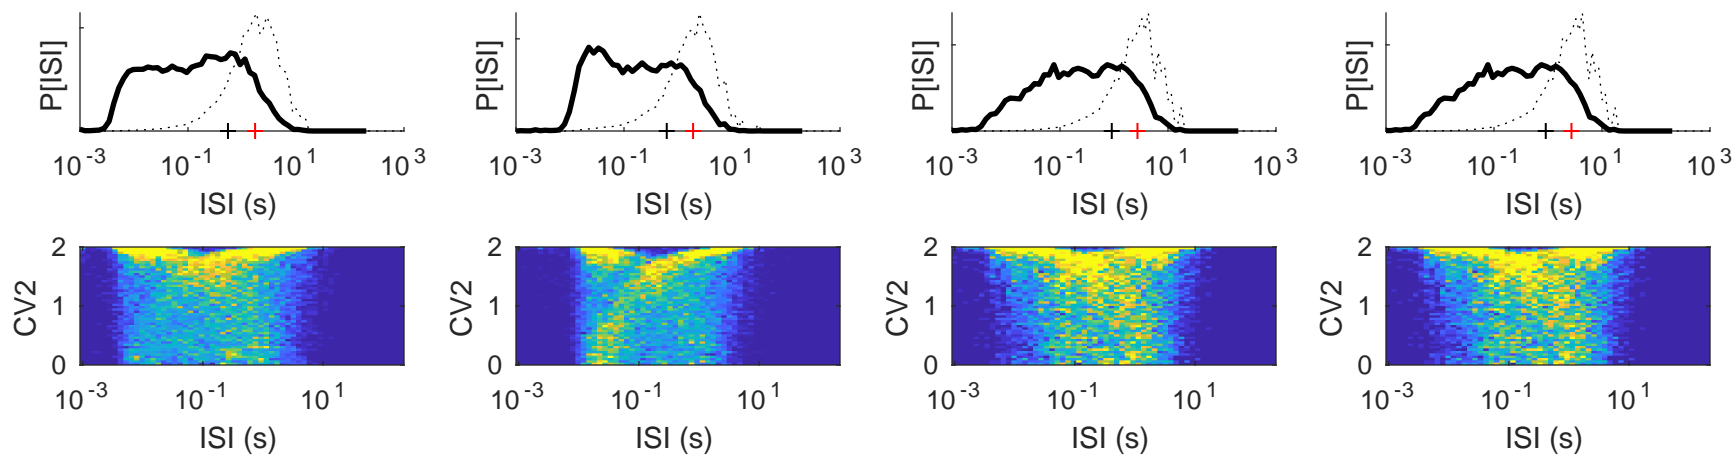 P[ISI] P[ISI] P[ISI] P[ISI]
10^-3 10^-1 10^1 10^3 10^-3 10^-1 10^1 10^3 10^-3 10^-1 10^1 10^3 10^-3 10^-1 10^1 10^3
ISI (s) ISI (s) ISI (s) ISI (s)
2 2 2 2
CV2 1 CV2 1 CV2 1 CV2 1
0 0 0 0
10^-3 10^-1 10^1 10^-3 10^-1 10^1 10^-3 10^-1 10^1 10^-3 10^-1 10^1
ISI (s) ISI (s) ISI (s) ISI (s)